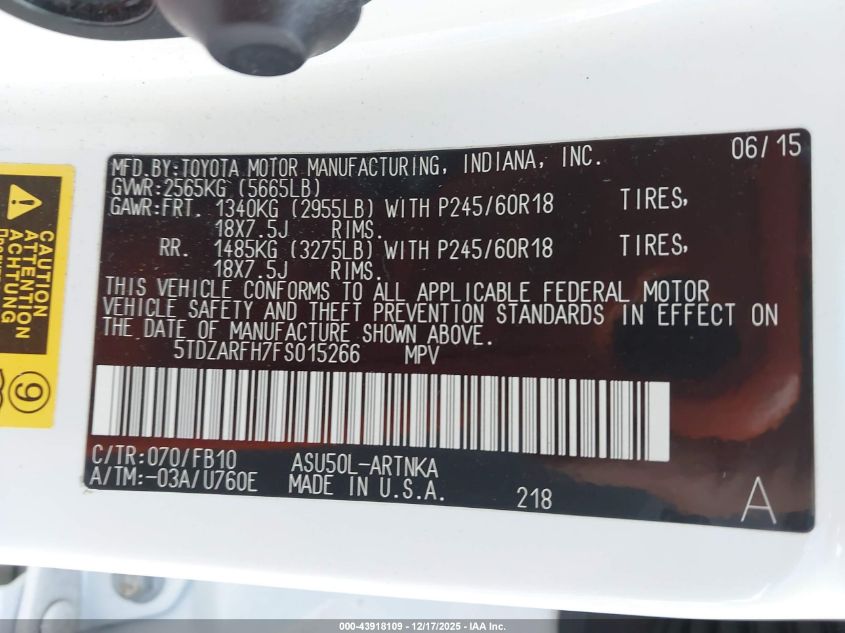 MFD.BY:TOYOTA MOTOR MANUFACTURING, INDIANA, INC. 06/15
GVWR:2565KG (5665LB)
GAWR:FRT. 1340KG (2955LB) WITH P245/60R18 TIRES,
18X7.5J RIMS.
RR. 1485KG (3275LB) WITH P245/60R18 TIRES,
18X7.5J RIMS.
THIS VEHICLE CONFORMS TO ALL APPLICABLE FEDERAL MOTOR
VEHICLE SAFETY AND THEFT PREVENTION STANDARDS IN EFFECT ON
THE DATE OF MANUFACTURE SHOWN ABOVE.
5TDZARFH7FS015266 MPV
C/TR:070/FB10 ASU50L-ARTNKA
A/TM:-03A/U760E MADE IN U.S.A. 218 A
CAUTION
ATTENTION
ACHTUNG
9
000-43918109 - 12/17/2025 - IAA Inc.